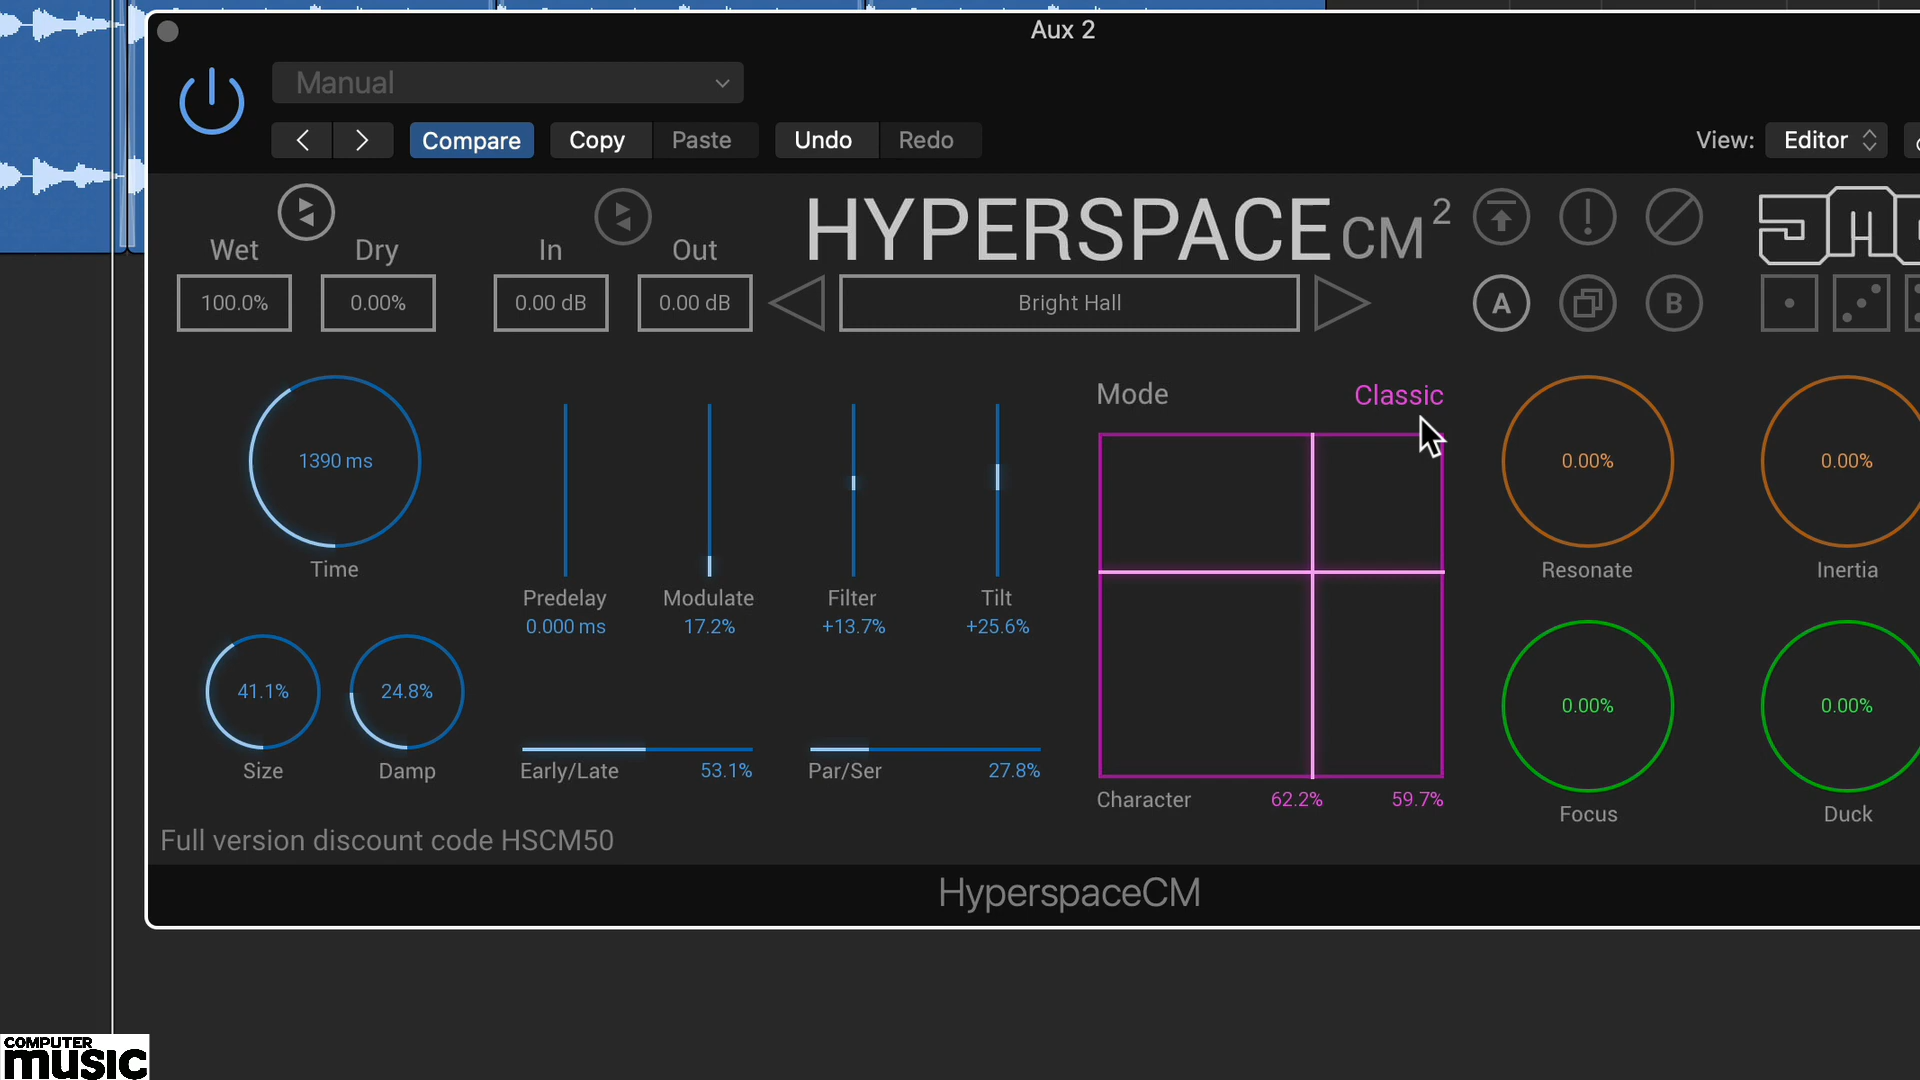 Aux 2
Manual
Compare Copy Paste Undo Redo View: Editor
Wet Dry In Out HYPERSPACE CM 2
100.0% 0.00% 0.00 dB 0.00 dB Bright Hall A B
Mode Classic
1390 ms 0.00% 0.00%
Time Resonate Inertia
Predelay Modulate Filter Tilt
0.000 ms 17.2% +13.7% +25.6%
41.1% 24.8% 0.00% 0.00%
Size Damp Early/Late 53.1% Par/Ser 27.8%
Character 62.2% 59.7% Focus Duck
Full version discount code HSCM50
HyperspaceCM
COMPUTER
music